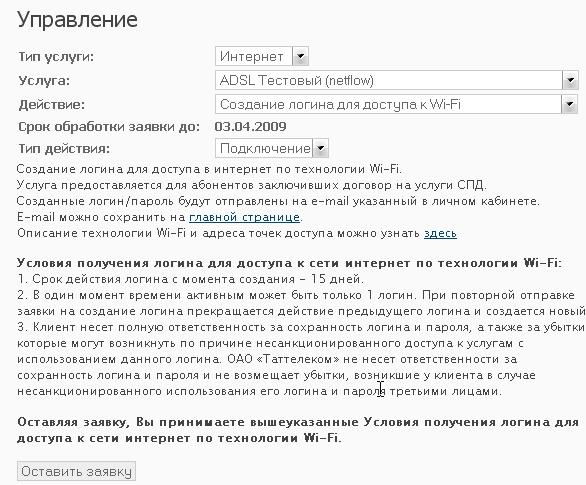 Управление
Тип услуги: Интернет
Услуга: ADSL Тестовый (netflow)
Действие: Создание логина для доступа к Wi-Fi
Срок обработки заявки до: 03.04.2009
Тип действия: Подключение
Создание логина для доступа в интернет по технологии Wi-Fi.
Услуга предоставляется для абонентов заключивших договор на услуги СПД.
Созданные логин/пароль будут отправлены на e-mail указанный в личном кабинете.
E-mail можно сохранить на главной странице.
Описание технологии Wi-Fi и адреса точек доступа можно узнать здесь
Условия получения логина для доступа к сети интернет по технологии Wi-Fi:
1. Срок действия логина с момента создания - 15 дней.
2. В один момент времени активным может быть только 1 логин. При повторной отправке
заявки на создание логина прекращается действие предыдущего логина и создается новый
3. Клиент несет полную ответственность за сохранность логина и пароля, а также за убытки
которые могут возникнуть по причине несанкционированного доступа к услугам с
использованием данного логина. ОАО «Таттелеком» не несет ответственности за
сохранность логина и пароля и не возмещает убытки, возникшие у клиента в случае
несанкционированного использования его логина и пароля третьими лицами.
Оставляя заявку, Вы принимаете вышеуказанные Условия получения логина для
доступа к сети интернет по технологии Wi-Fi.
Оставить заявку